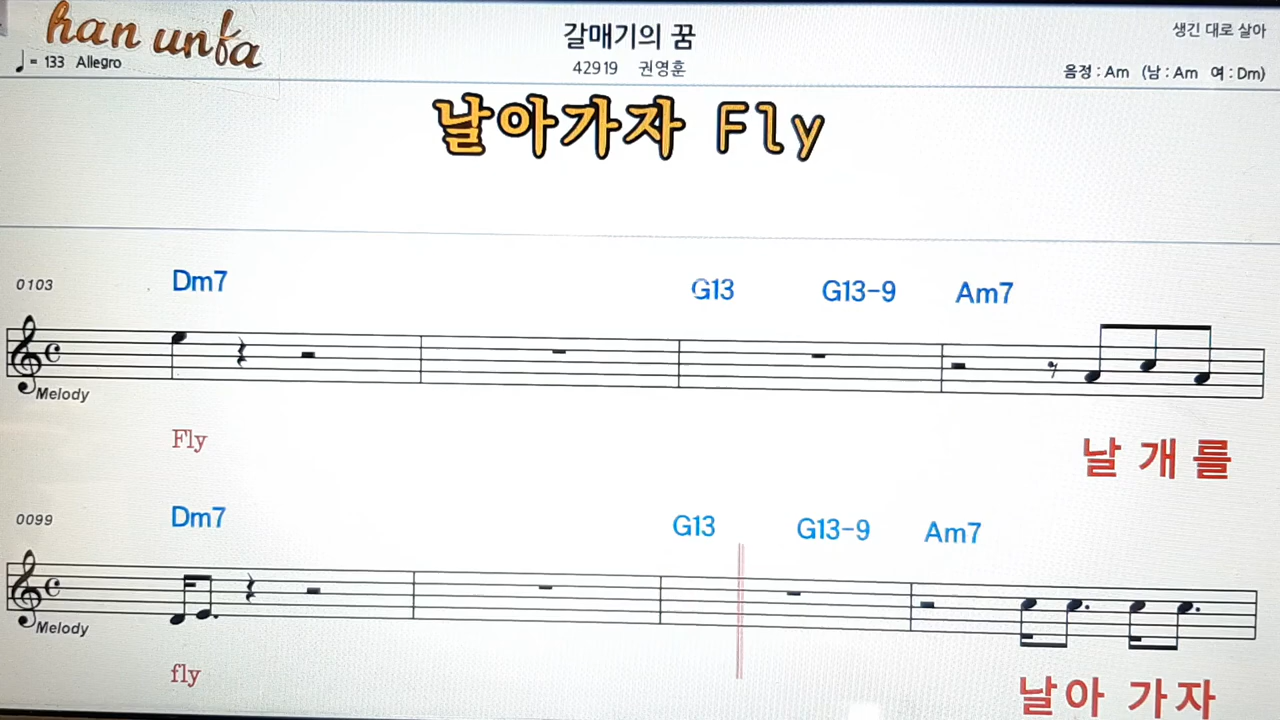 han unfa
갈매기의 꿈
생긴 대로 살아
♩= 133 Allegro
42919 권영훈
음정 : Am (남 : Am 여 : Dm)
날아가자 Fly
0103 Dm7 G13 G13-9 Am7
Melody
Fly 날 개 를
0099 Dm7 G13 G13-9 Am7
Melody
fly 날아 가자